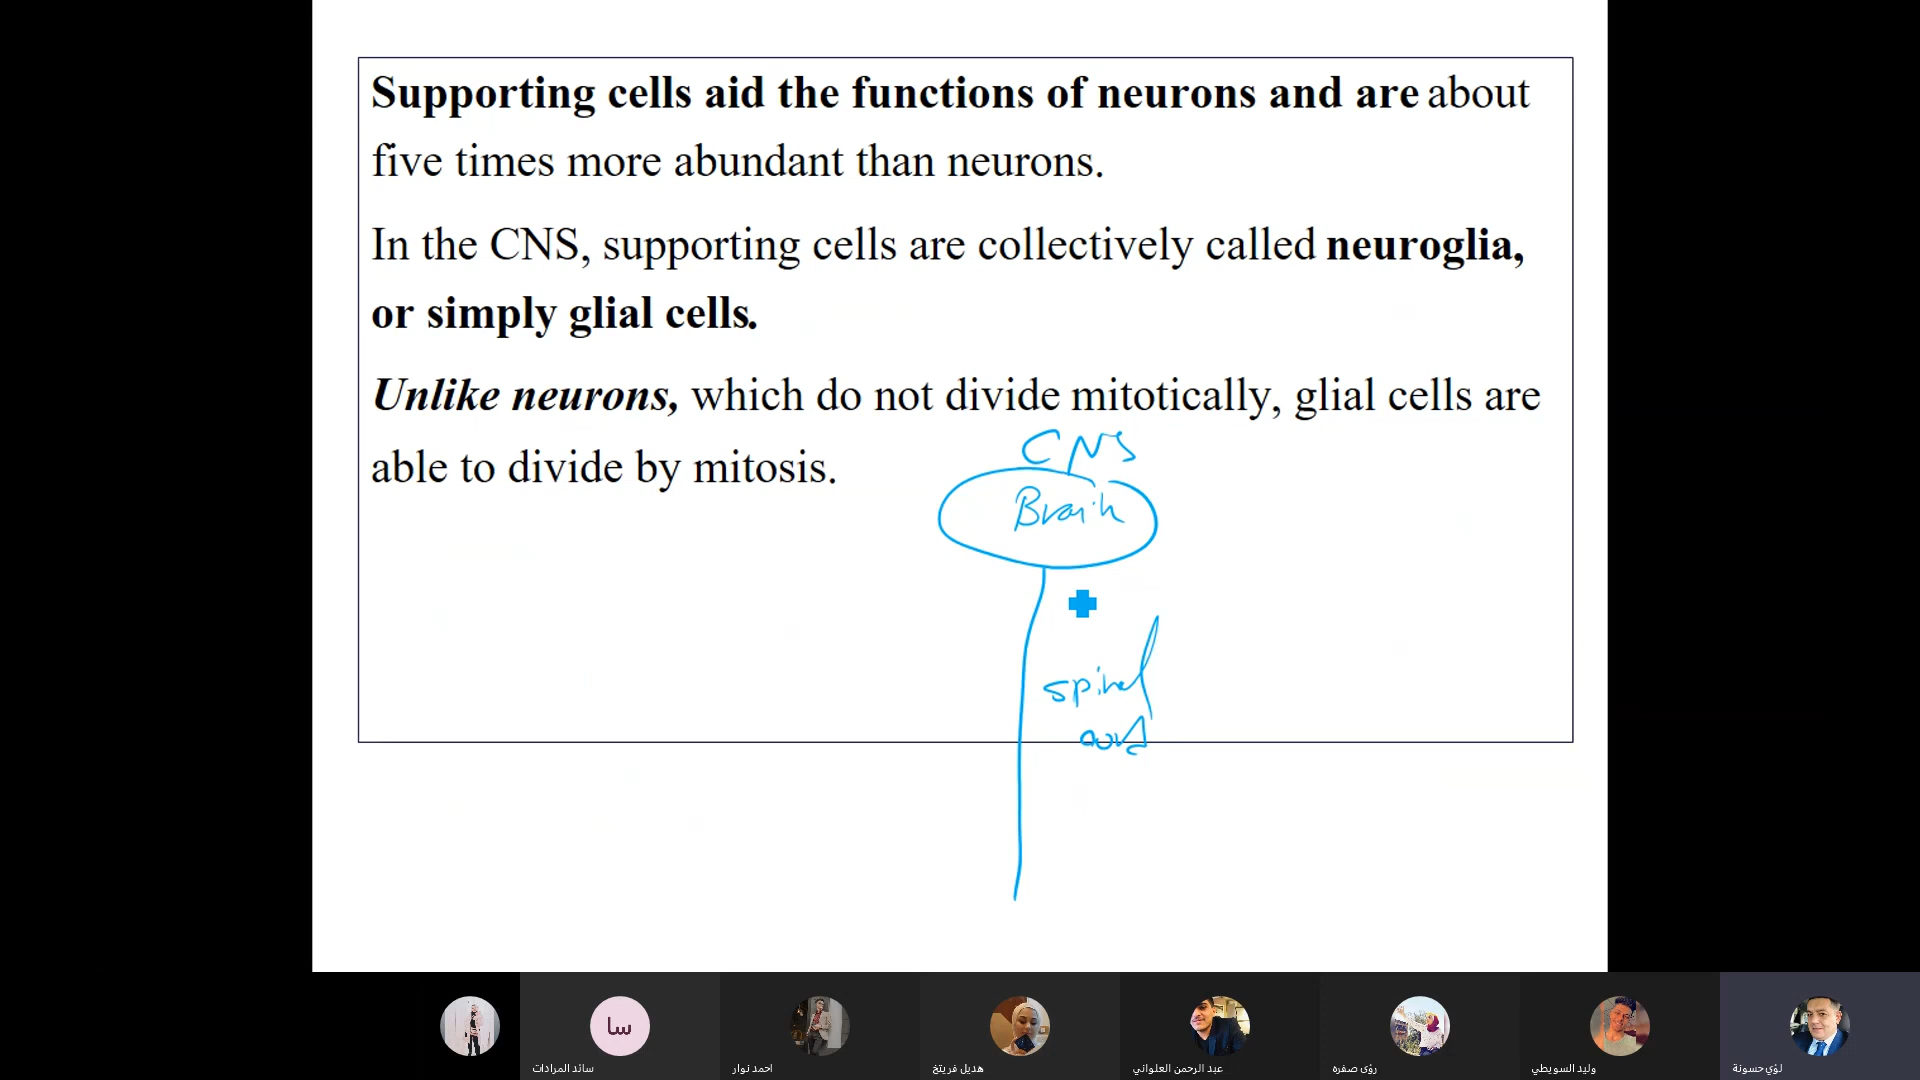 Supporting cells aid the functions of neurons and are about
five times more abundant than neurons.
In the CNS, supporting cells are collectively called neuroglia,
or simply glial cells.
Unlike neurons, which do not divide mitotically, glial cells are
able to divide by mitosis.
CNS
Brain
spinal
cord
سا
سائد المرادات
احمد نوار
هديل فريتخ
عبد الرحمن العلواني
رؤى صفره
وليد السويطي
لؤي حسونة